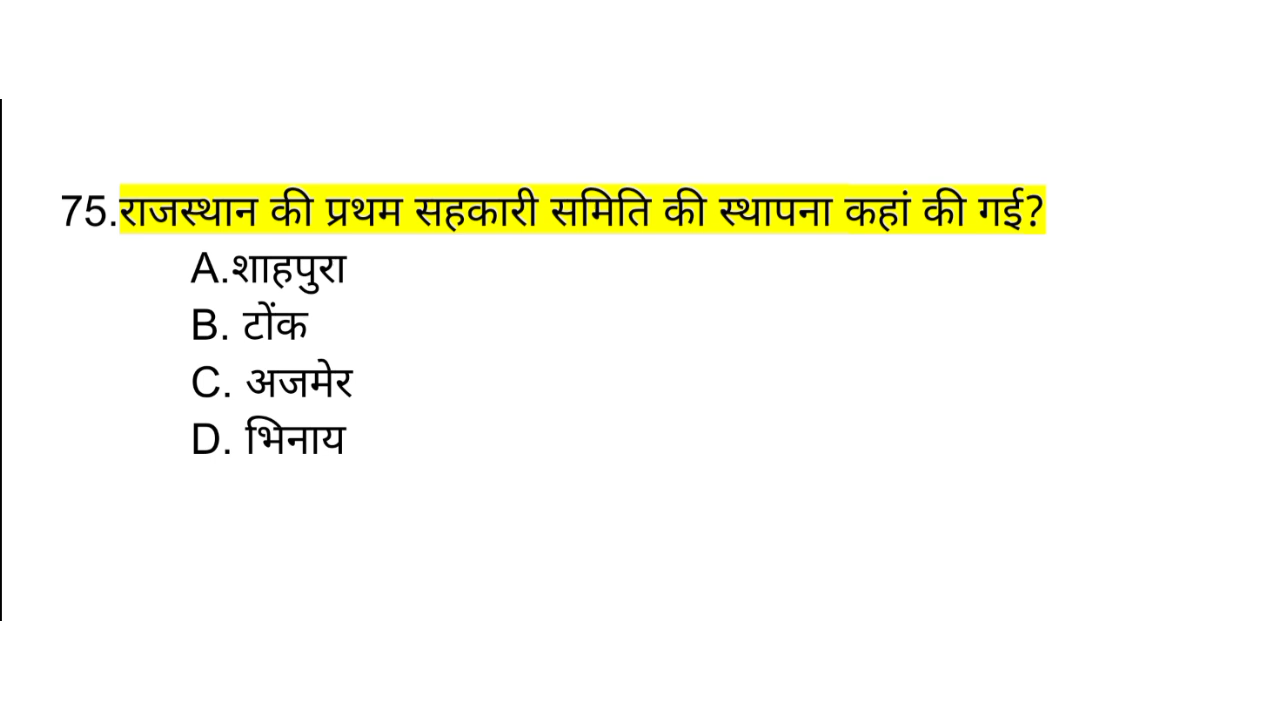 75.राजस्थान की प्रथम सहकारी समिति की स्थापना कहां की गई?
A.शाहपुरा
B. टोंक
C. अजमेर
D. भिनाय